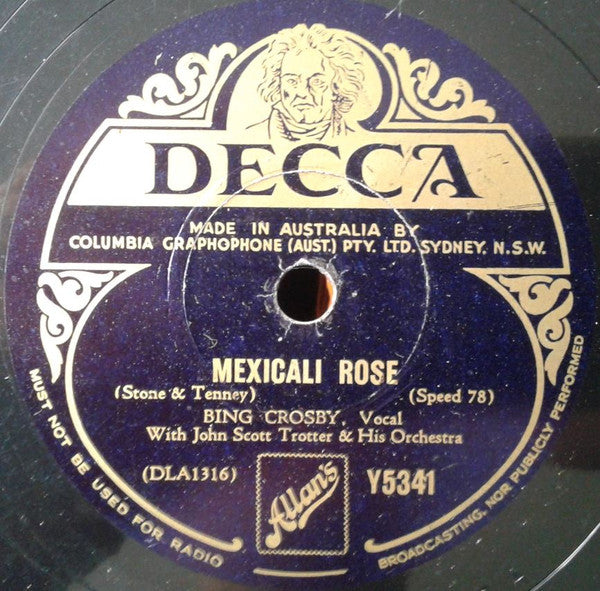 DECCA
MADE IN AUSTRALIA BY
COLUMBIA GRAPHOPHONE (AUST.) PTY. LTD. SYDNEY. N.S.W.
MEXICALI ROSE
(Stone & Tenney) (Speed 78)
BING CROSBY, Vocal
With John Scott Trotter & His Orchestra
(DLA1316) Allan's Y5341
MUST NOT BE USED FOR RADIO BROADCASTING, NOR PUBLICLY PERFORMED